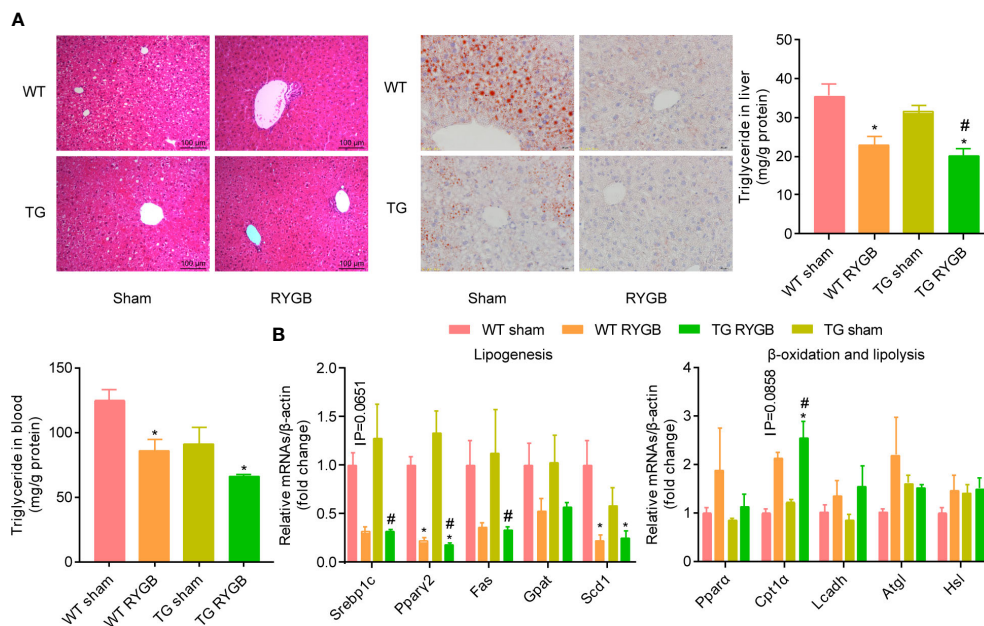 A
WT
TG
100 μm
100 μm
100 μm
100 μm
Sham
RYGB
WT
TG
Sham
RYGB
Triglyceride in liver
(mg/g protein)
50
40
30
20
10
0
*
#
*
WT sham
WT RYGB
TG sham
TG RYGB
Triglyceride in blood
(mg/g protein)
150
100
50
0
*
*
WT sham
WT RYGB
TG sham
TG RYGB
B
WT sham
WT RYGB
TG RYGB
TG sham
Lipogenesis
Relative mRNAs/β-actin
(fold change)
2.0
1.5
1.0
0.5
0.0
IP=0.0651
#
*
#
*
#
*
*
Srebp1c
Pparγ2
Fas
Gpat
Scd1
β-oxidation and lipolysis
Relative mRNAs/β-actin
(fold change)
4
3
2
1
0
IP=0.0858
#
*
Pparα
Cpt1α
Lcadh
Atgl
Hsl